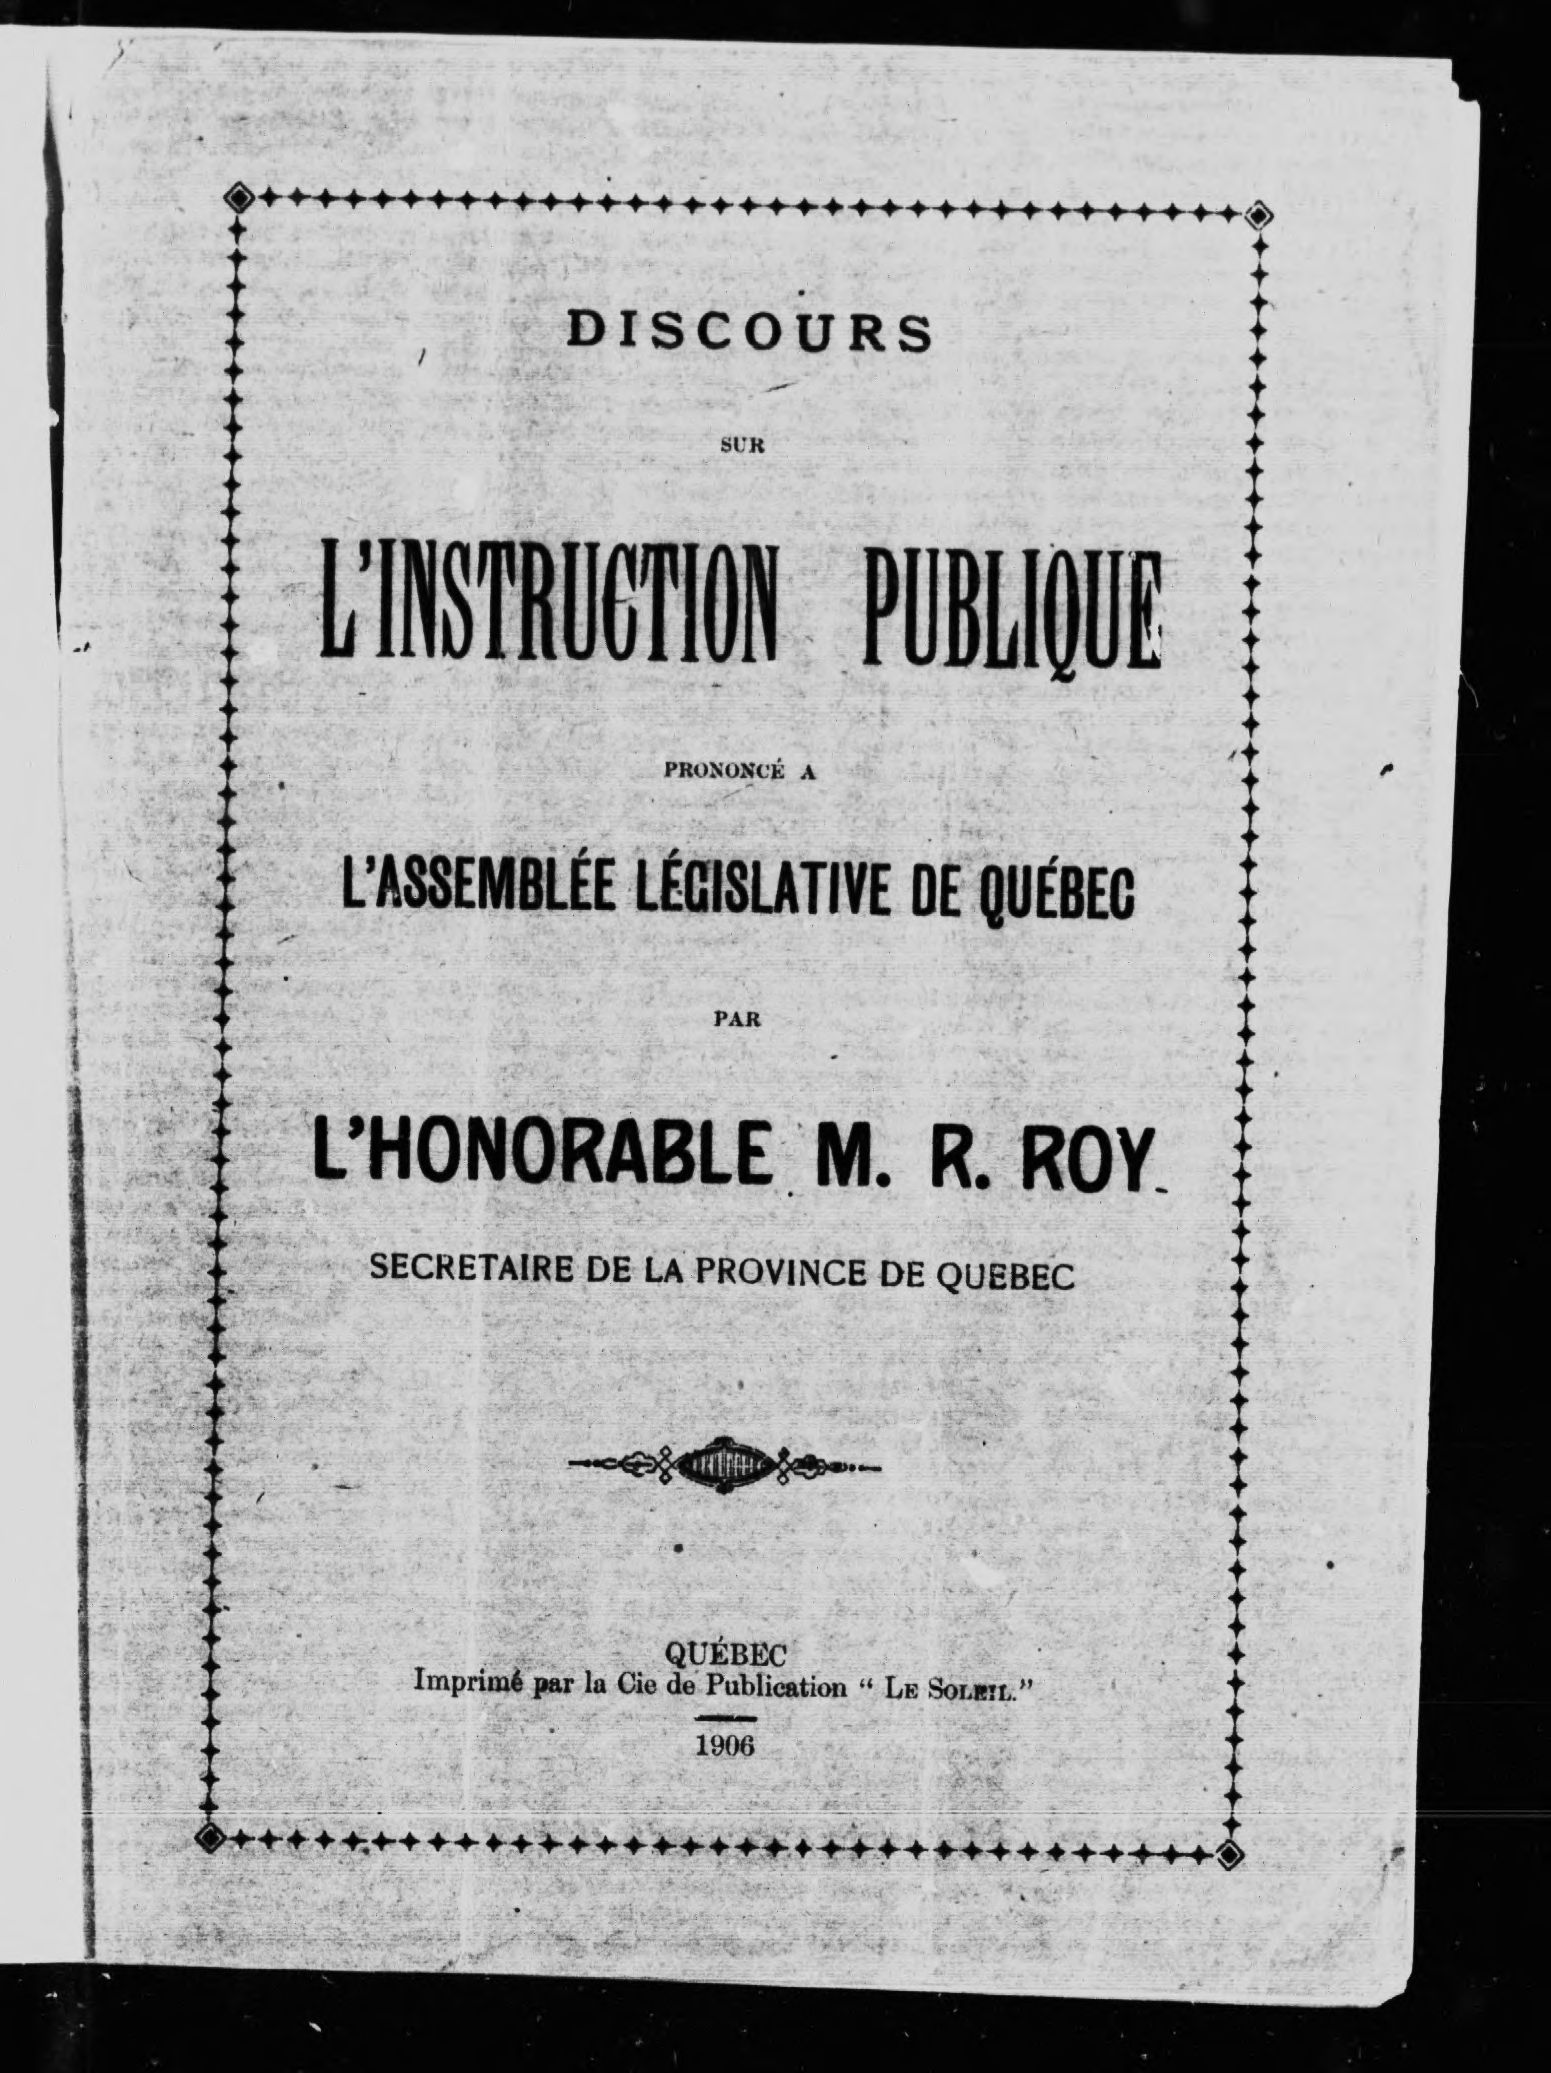 DISCOURS
SUR
L'INSTRUCTION PUBLIQUE
PRONONCÉ A
L'ASSEMBLÉE LÉGISLATIVE DE QUÉBEC
PAR
L'HONORABLE M. R. ROY
SECRETAIRE DE LA PROVINCE DE QUEBEC
QUÉBEC
Imprimé par la Cie de Publication " LE SOLEIL."
1906